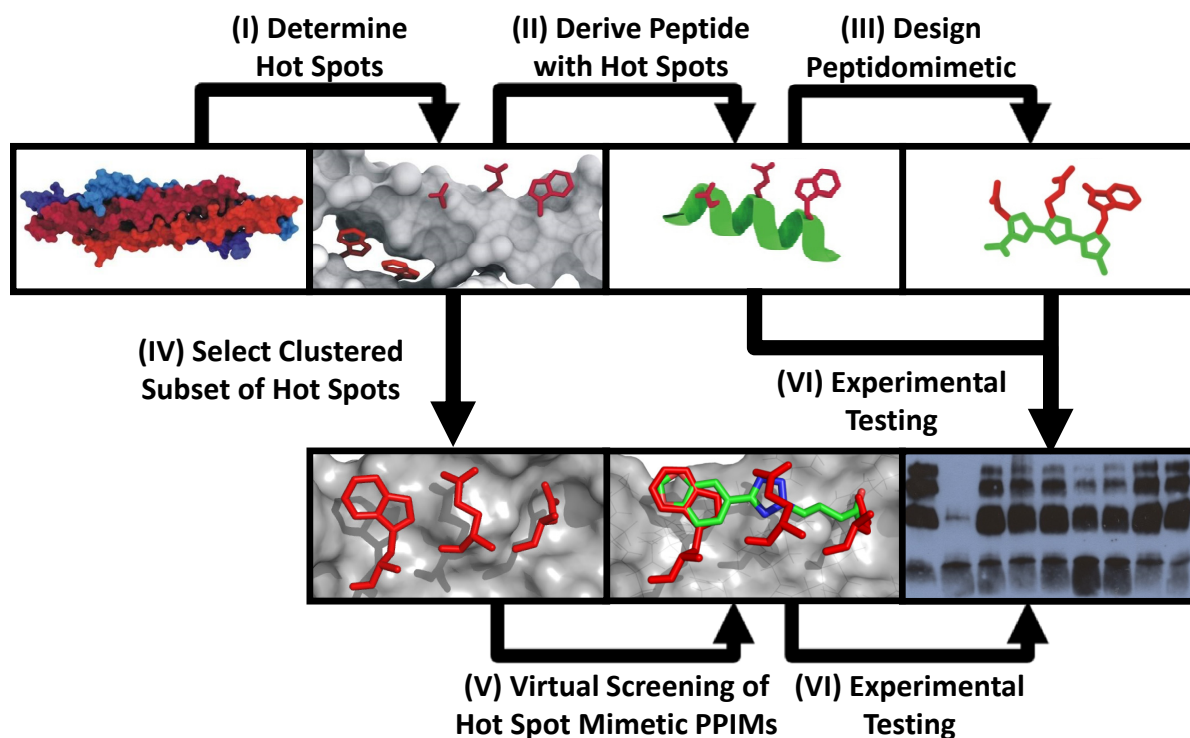 (I) Determine
Hot Spots
(II) Derive Peptide
with Hot Spots
(III) Design
Peptidomimetic
(IV) Select Clustered
Subset of Hot Spots
(VI) Experimental
Testing
(V) Virtual Screening of
Hot Spot Mimetic PPIMs
(VI) Experimental
Testing